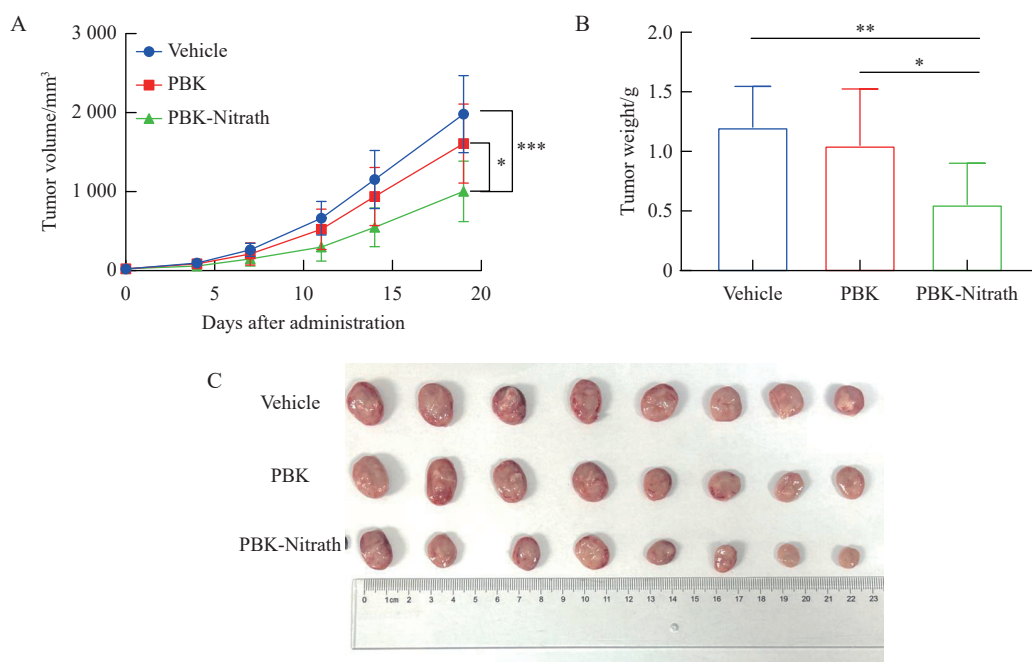 A
Tumor volume/mm³
3 000
2 000
1 000
0
Vehicle
PBK
PBK-Nitrath
*
***
0
5
10
15
20
Days after administration
B
Tumor weight/g
2.0
1.5
1.0
0.5
0
**
*
Vehicle
PBK
PBK-Nitrath
C
Vehicle
PBK
PBK-Nitrath
0 1cm 2 3 4 5 6 7 8 9 10 11 12 13 14 15 16 17 18 19 20 21 22 23